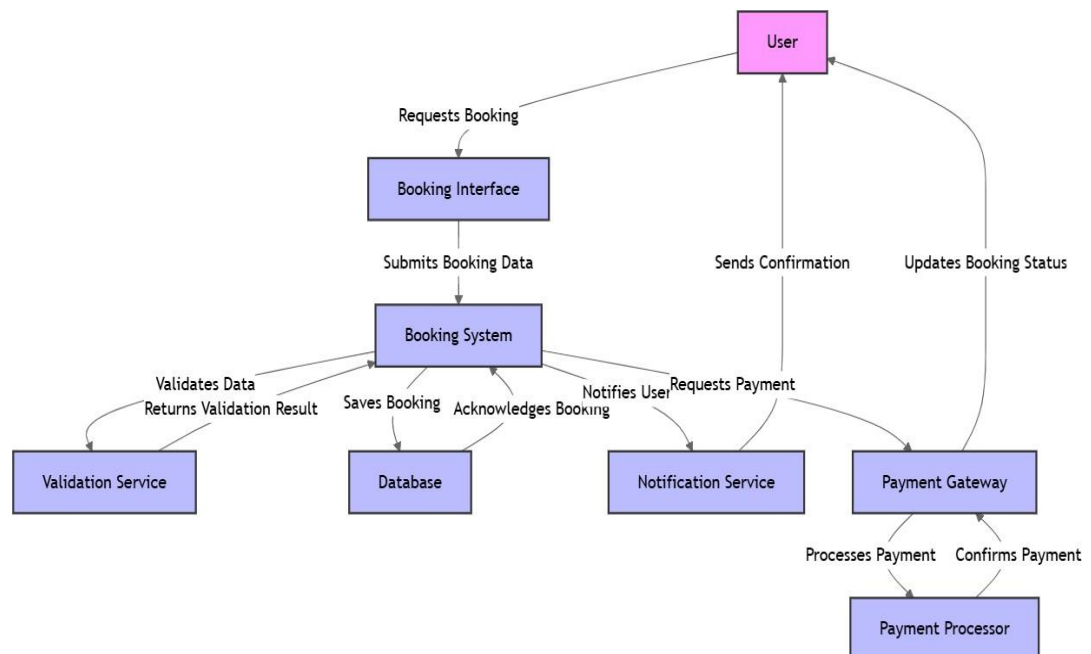 User
Requests Booking
Booking Interface
Submits Booking Data
Sends Confirmation
Updates Booking Status
Booking System
Validates Data
Requests Payment
Notifies User
Saves Booking
Returns Validation Result
Acknowledges Booking
Validation Service
Database
Notification Service
Payment Gateway
Processes Payment
Confirms Payment
Payment Processor